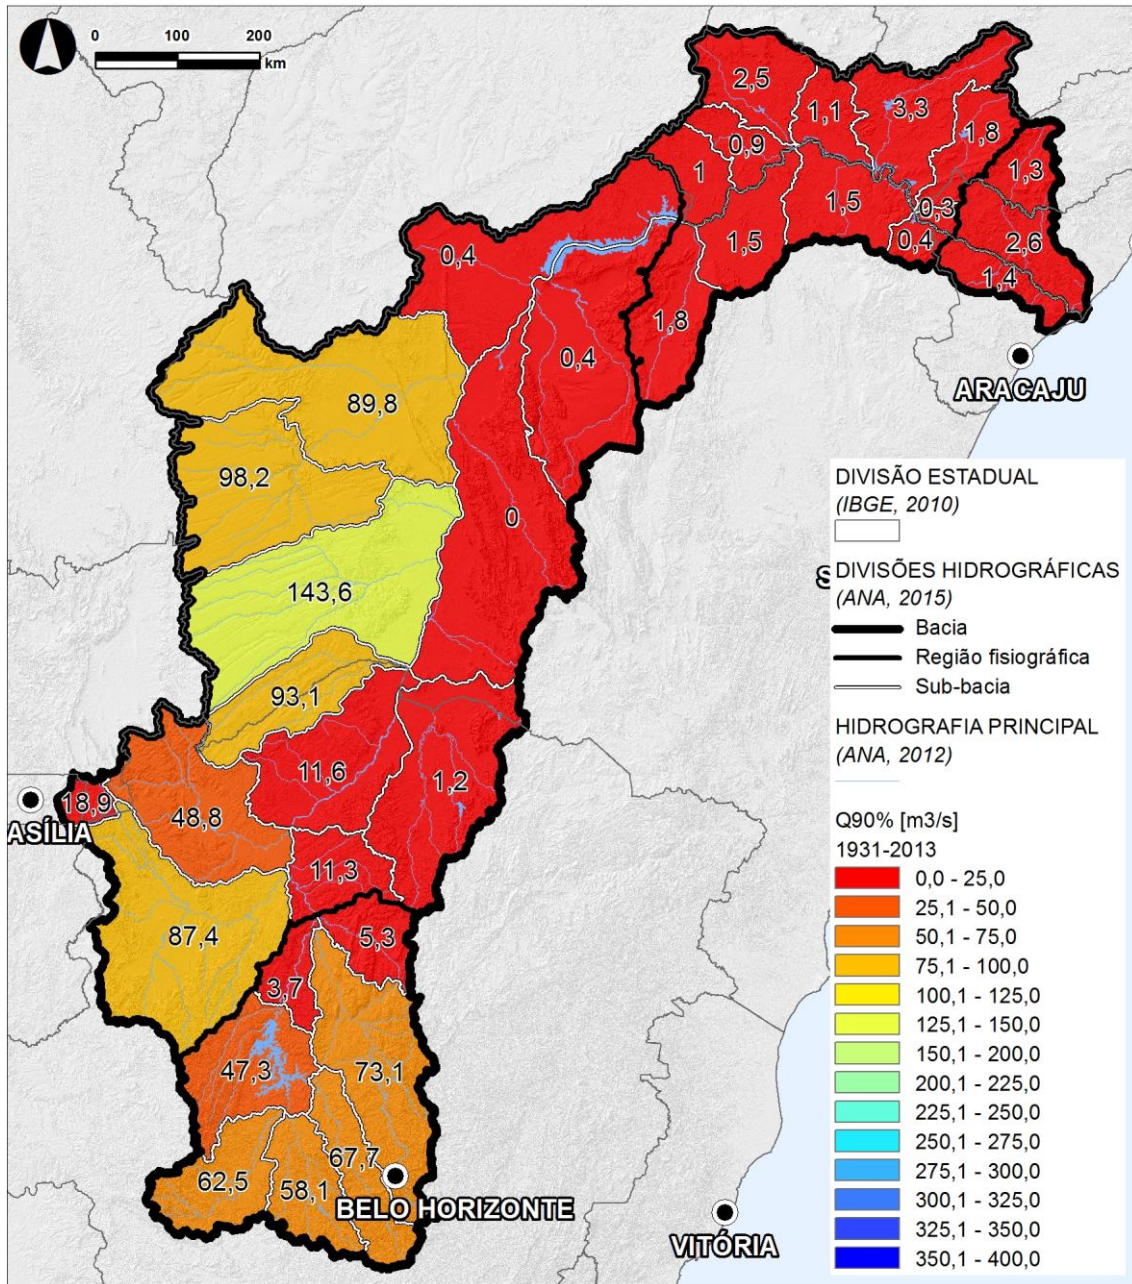 0 100 200
km
2,5
1,1
3,3
1,8
0,9
1
1,3
1,5
0,3
1,5
0,4
2,6
0,4
1,4
1,8
0,4
ARACAJU
89,8
98,2
0
143,6
93,1
11,6
1,2
18,9
48,8
ASÍLIA
11,3
87,4
5,3
3,7
47,3
73,1
67,7
62,5
58,1
BELO HORIZONTE
VITÓRIA
S
DIVISÃO ESTADUAL
(IBGE, 2010)
DIVISÕES HIDROGRÁFICAS
(ANA, 2015)
Bacia
Região fisiográfica
Sub-bacia
HIDROGRAFIA PRINCIPAL
(ANA, 2012)
Q90% [m3/s]
1931-2013
0,0 - 25,0
25,1 - 50,0
50,1 - 75,0
75,1 - 100,0
100,1 - 125,0
125,1 - 150,0
150,1 - 200,0
200,1 - 225,0
225,1 - 250,0
250,1 - 275,0
275,1 - 300,0
300,1 - 325,0
325,1 - 350,0
350,1 - 400,0